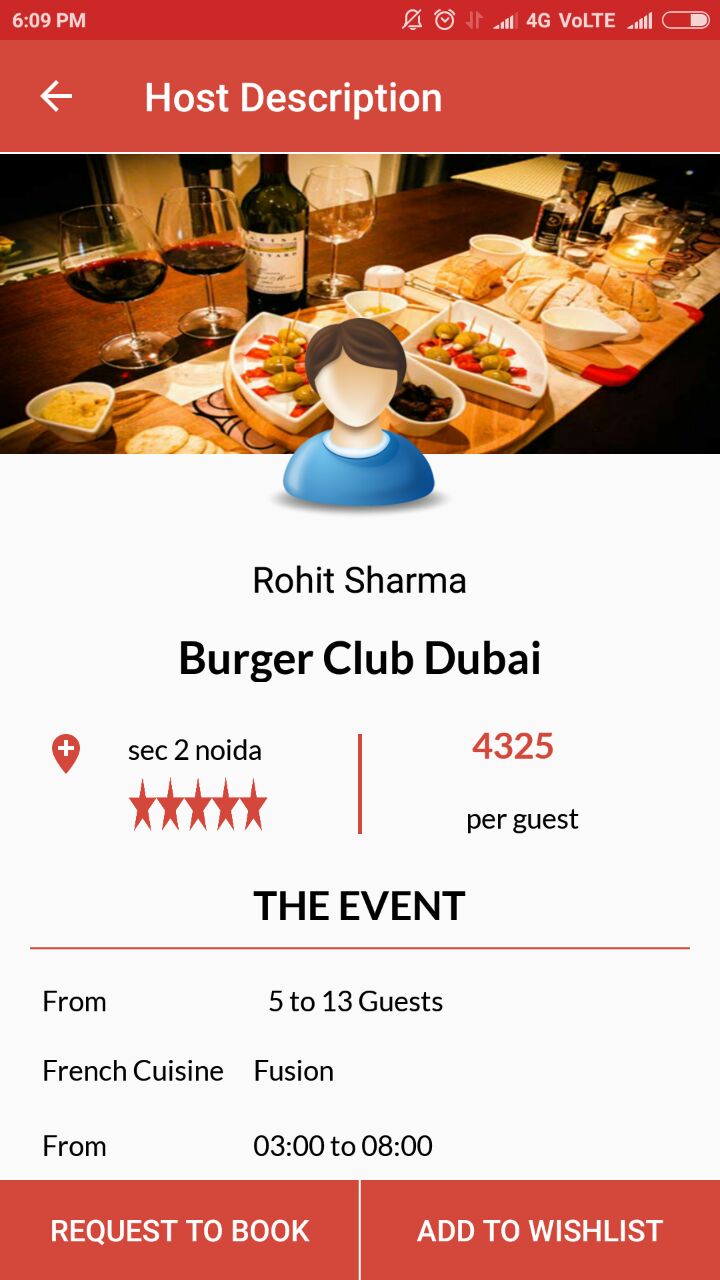 6:09 PM 4G VoLTE
Host Description
Rohit Sharma
Burger Club Dubai
sec 2 noida
4325
per guest
THE EVENT
From 5 to 13 Guests
French Cuisine Fusion
From 03:00 to 08:00
REQUEST TO BOOK ADD TO WISHLIST